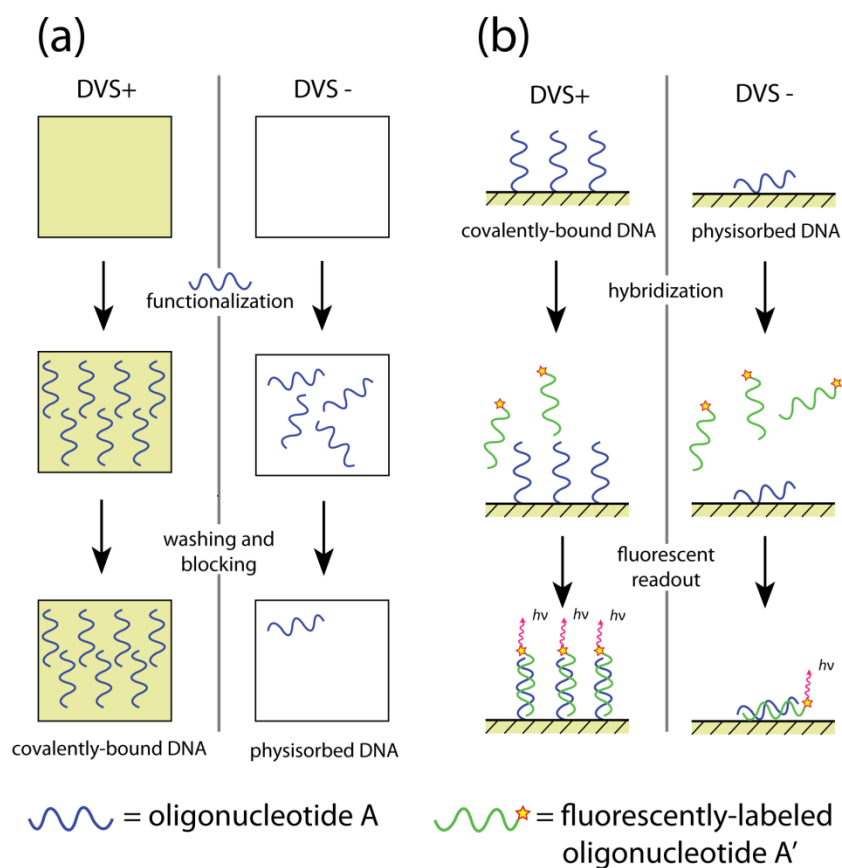 (a)
DVS+
DVS -
functionalization
washing and
blocking
covalently-bound DNA
physisorbed DNA
(b)
DVS+
DVS -
covalently-bound DNA
physisorbed DNA
hybridization
fluorescent
readout
hν
hν
hν
hν
= oligonucleotide A
= fluorescently-labeled
oligonucleotide A′